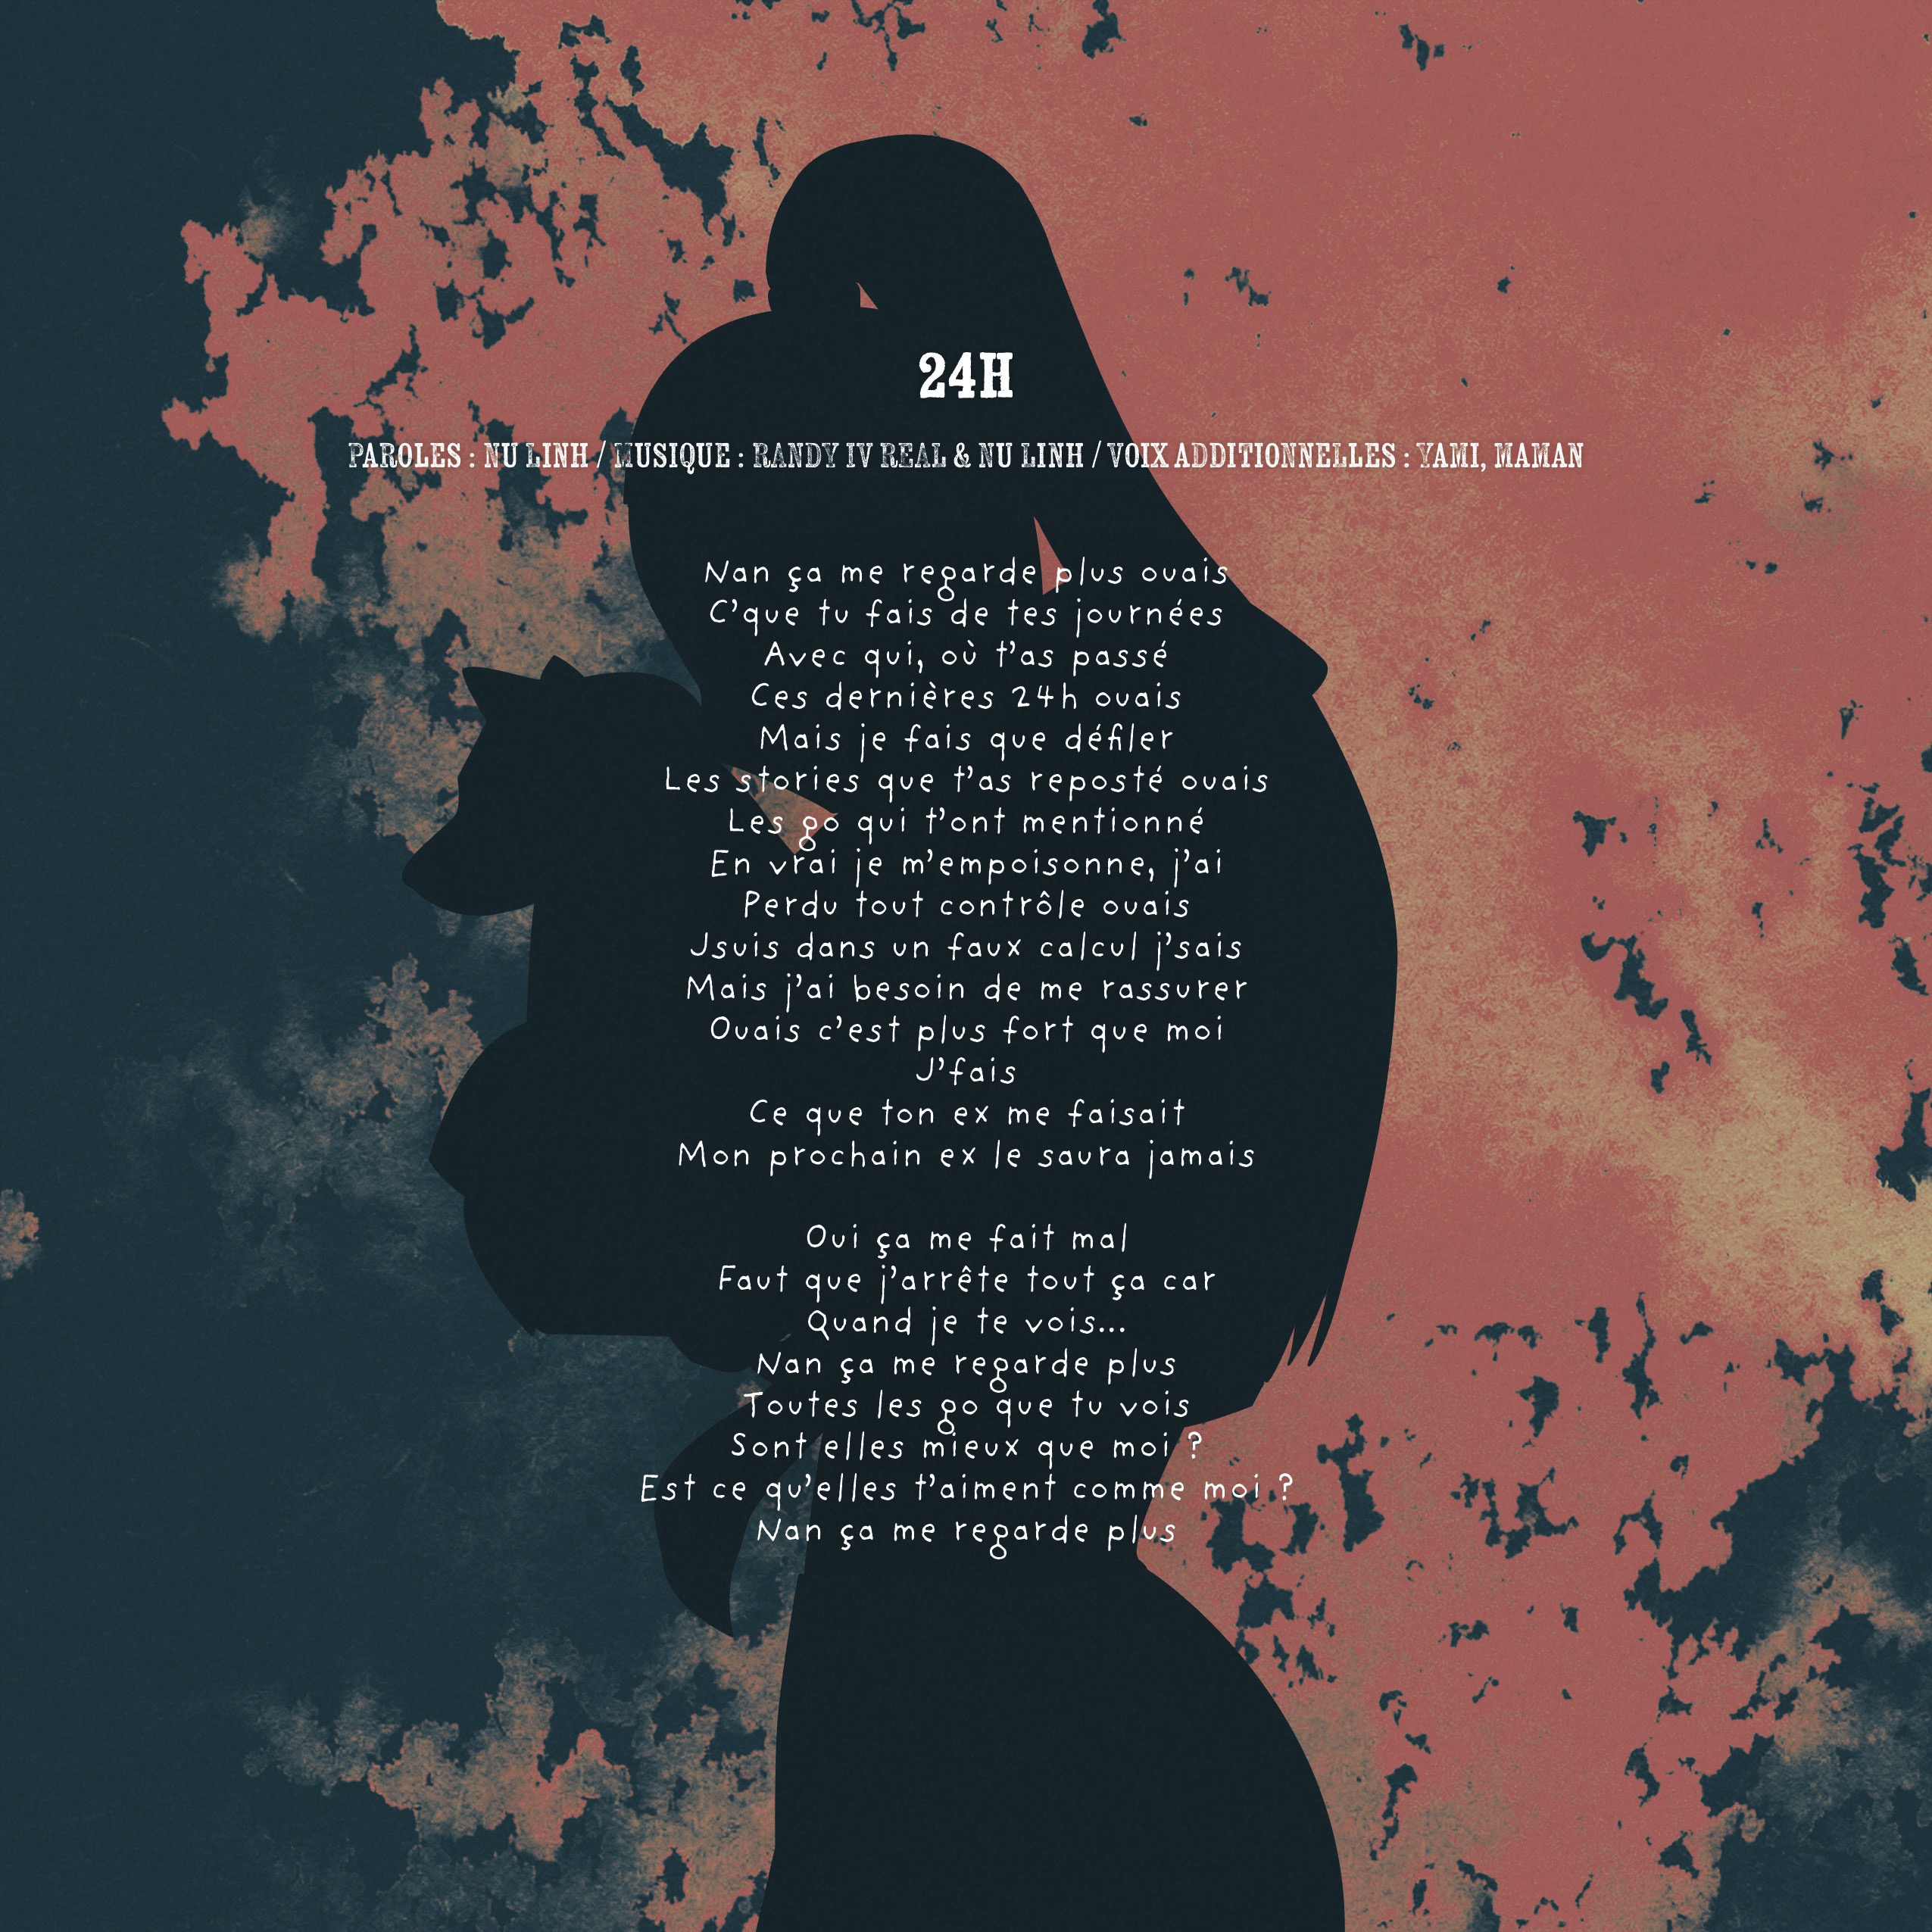 24H
PAROLES : NU LINH / MUSIQUE : RANDY IV REAL & NU LINH / VOIX ADDITIONNELLES : YAMI, MAMAN
Nan ça me regarde plus ouais
C'que tu fais de tes journées
Avec qui, où t'as passé
Ces dernières 24h ouais
Mais je fais que défiler
Les stories que t'as reposté ouais
Les go qui t'ont mentionné
En vrai je m'empoisonne, j'ai
Perdu tout contrôle ouais
Jsuis dans un faux calcul j'sais
Mais j'ai besoin de me rassurer
Ouais c'est plus fort que moi
J'fais
Ce que ton ex me faisait
Mon prochain ex le saura jamais
Oui ça me fait mal
Faut que j'arrête tout ça car
Quand je te vois...
Nan ça me regarde plus
Toutes les go que tu vois
Sont elles mieux que moi ?
Est ce qu'elles t'aiment comme moi ?
Nan ça me regarde plus